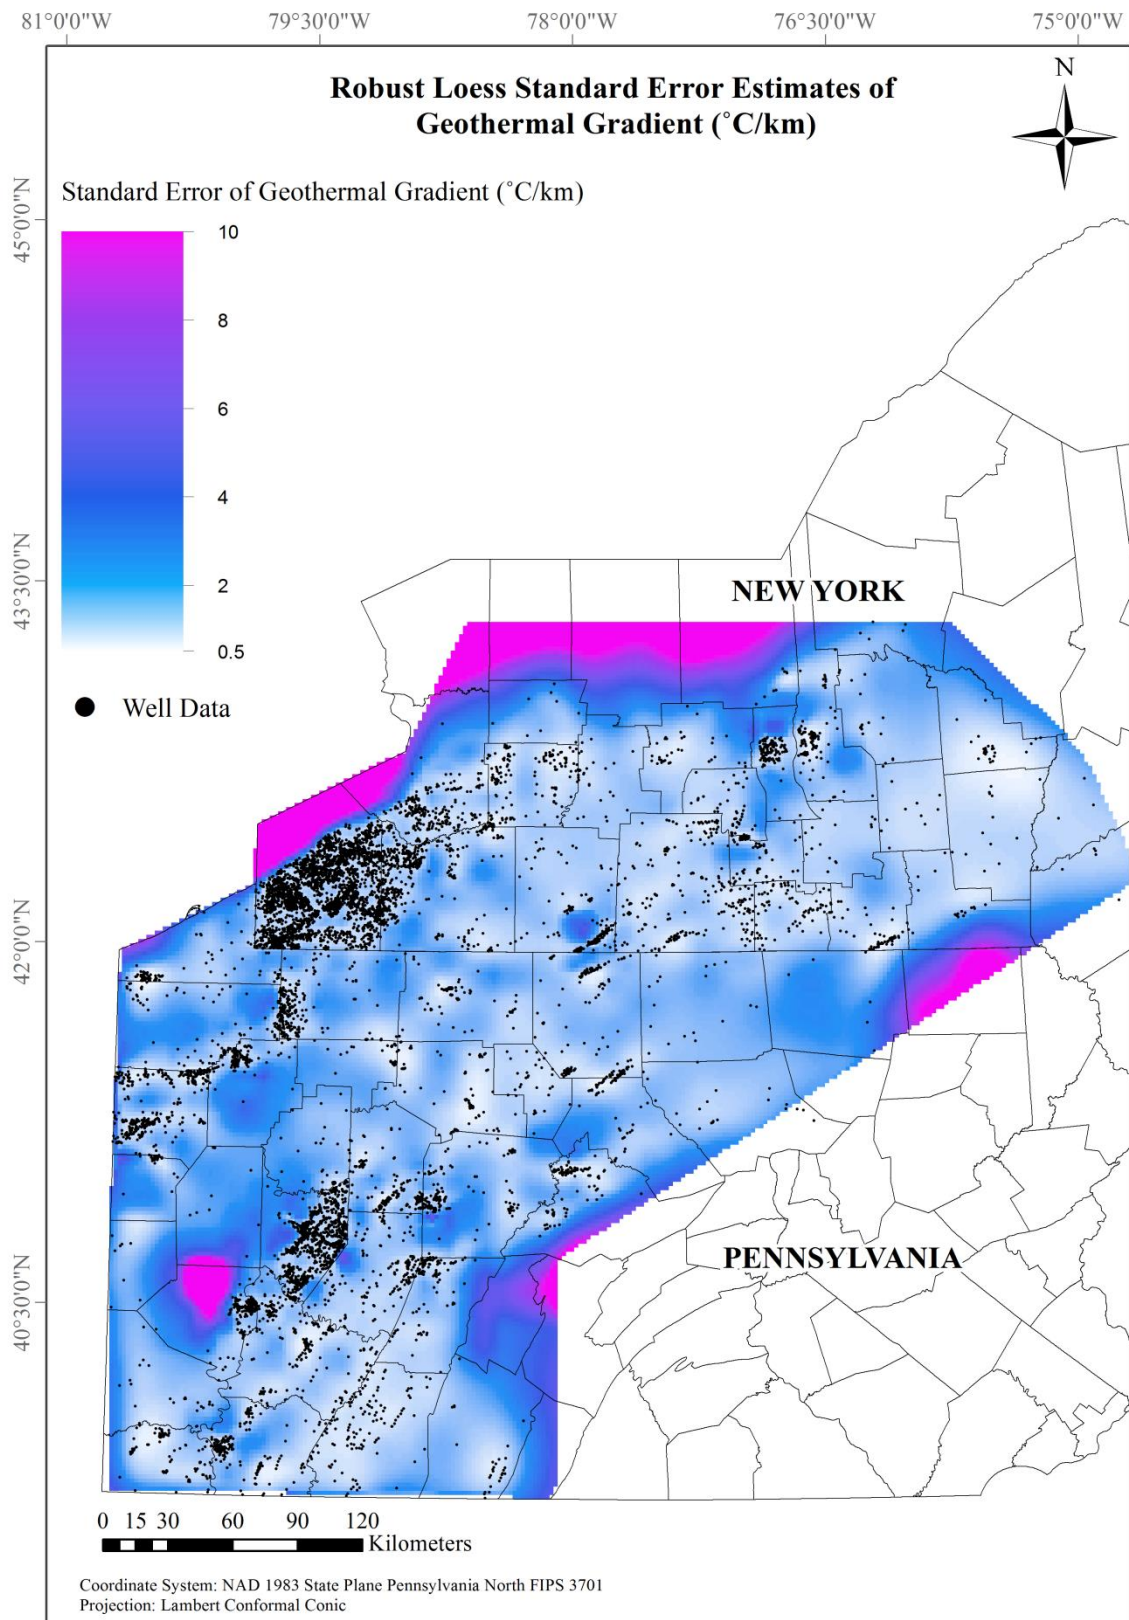 81°0'0"W 79°30'0"W 78°0'0"W 76°30'0"W 75°0'0"W
Robust Loess Standard Error Estimates of
Geothermal Gradient (˚C/km)
N
Standard Error of Geothermal Gradient (˚C/km)
10
8
6
4
2
0.5
Well Data
45°0'0"N
43°30'0"N
42°0'0"N
40°30'0"N
NEW YORK
PENNSYLVANIA
0 15 30 60 90 120
Kilometers
Coordinate System: NAD 1983 State Plane Pennsylvania North FIPS 3701
Projection: Lambert Conformal Conic